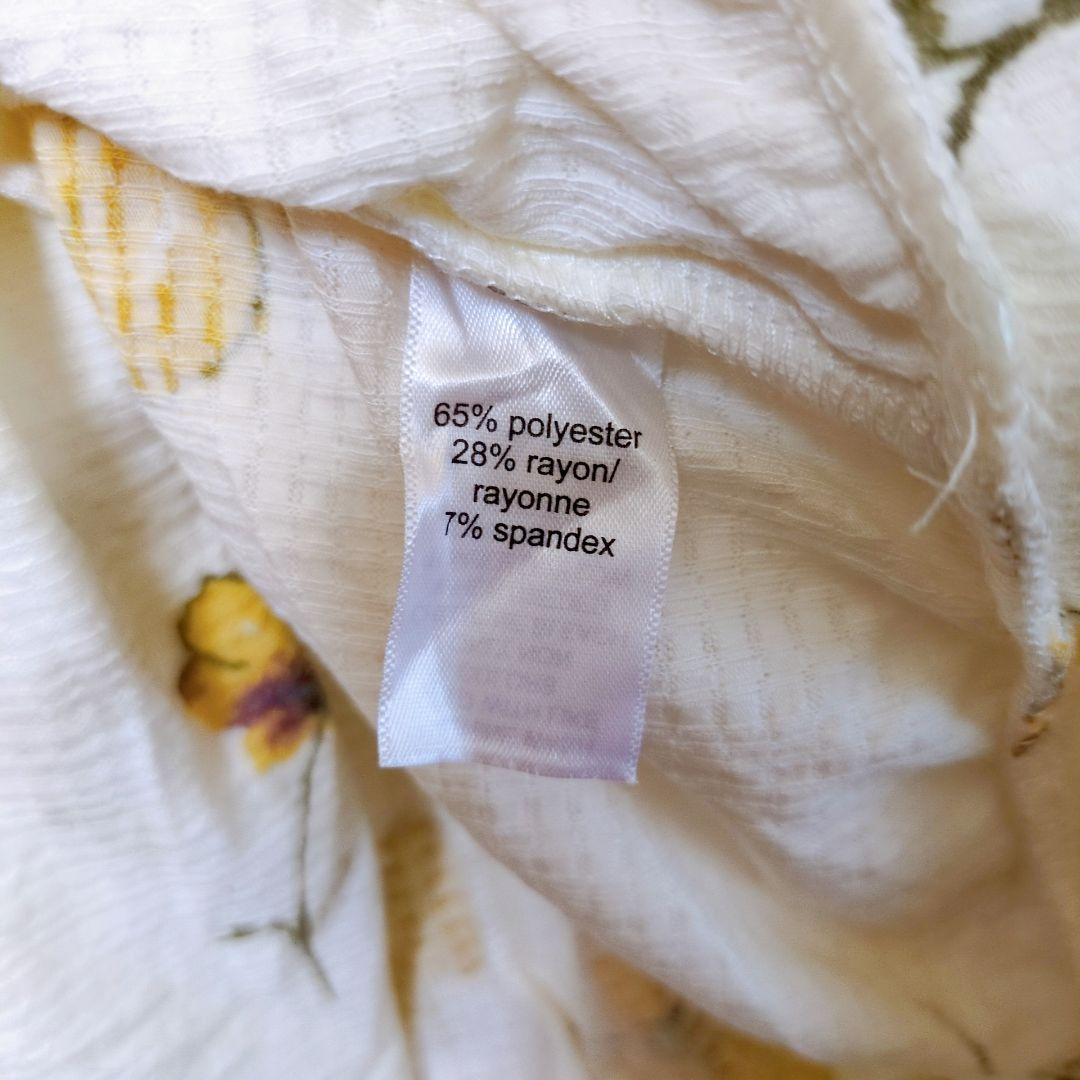 65% polyester
28% rayon/
rayonne
7% spandex